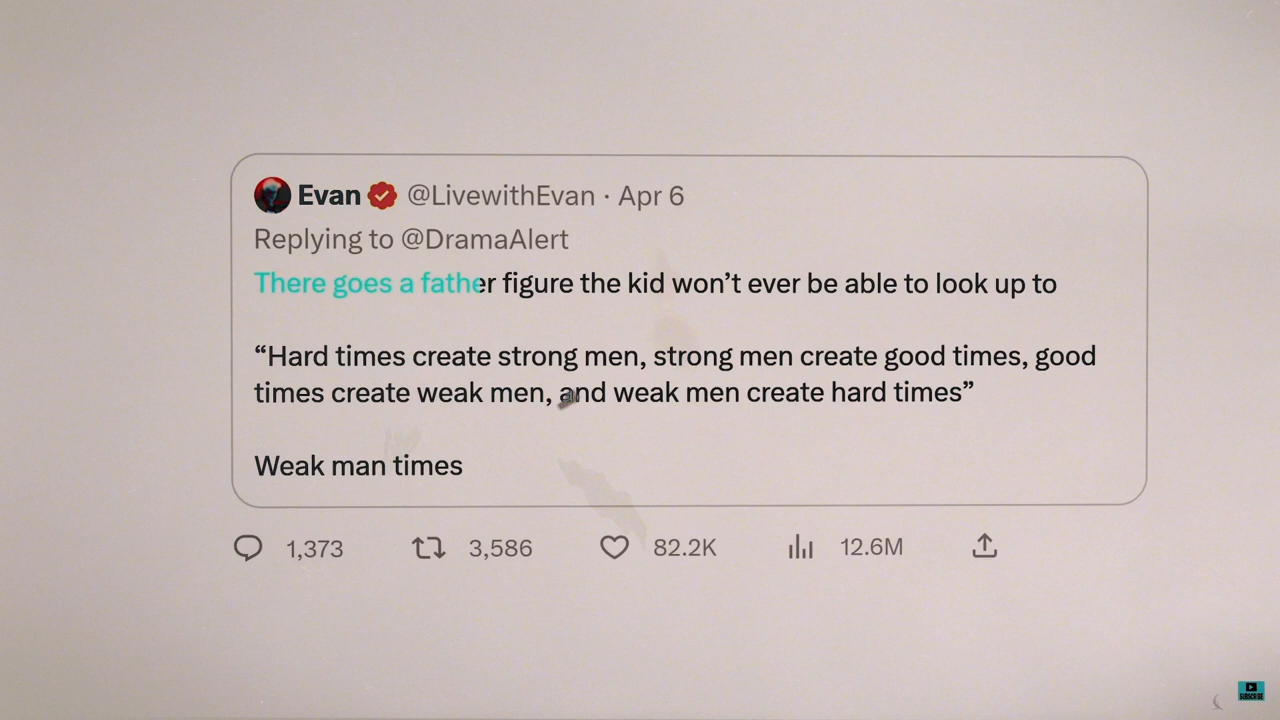 Evan @LivewithEvan · Apr 6
Replying to @DramaAlert
There goes a father figure the kid won’t ever be able to look up to
“Hard times create strong men, strong men create good times, good
times create weak men, and weak men create hard times”
Weak man times
1,373 3,586 82.2K 12.6M
SUBSCRIBE